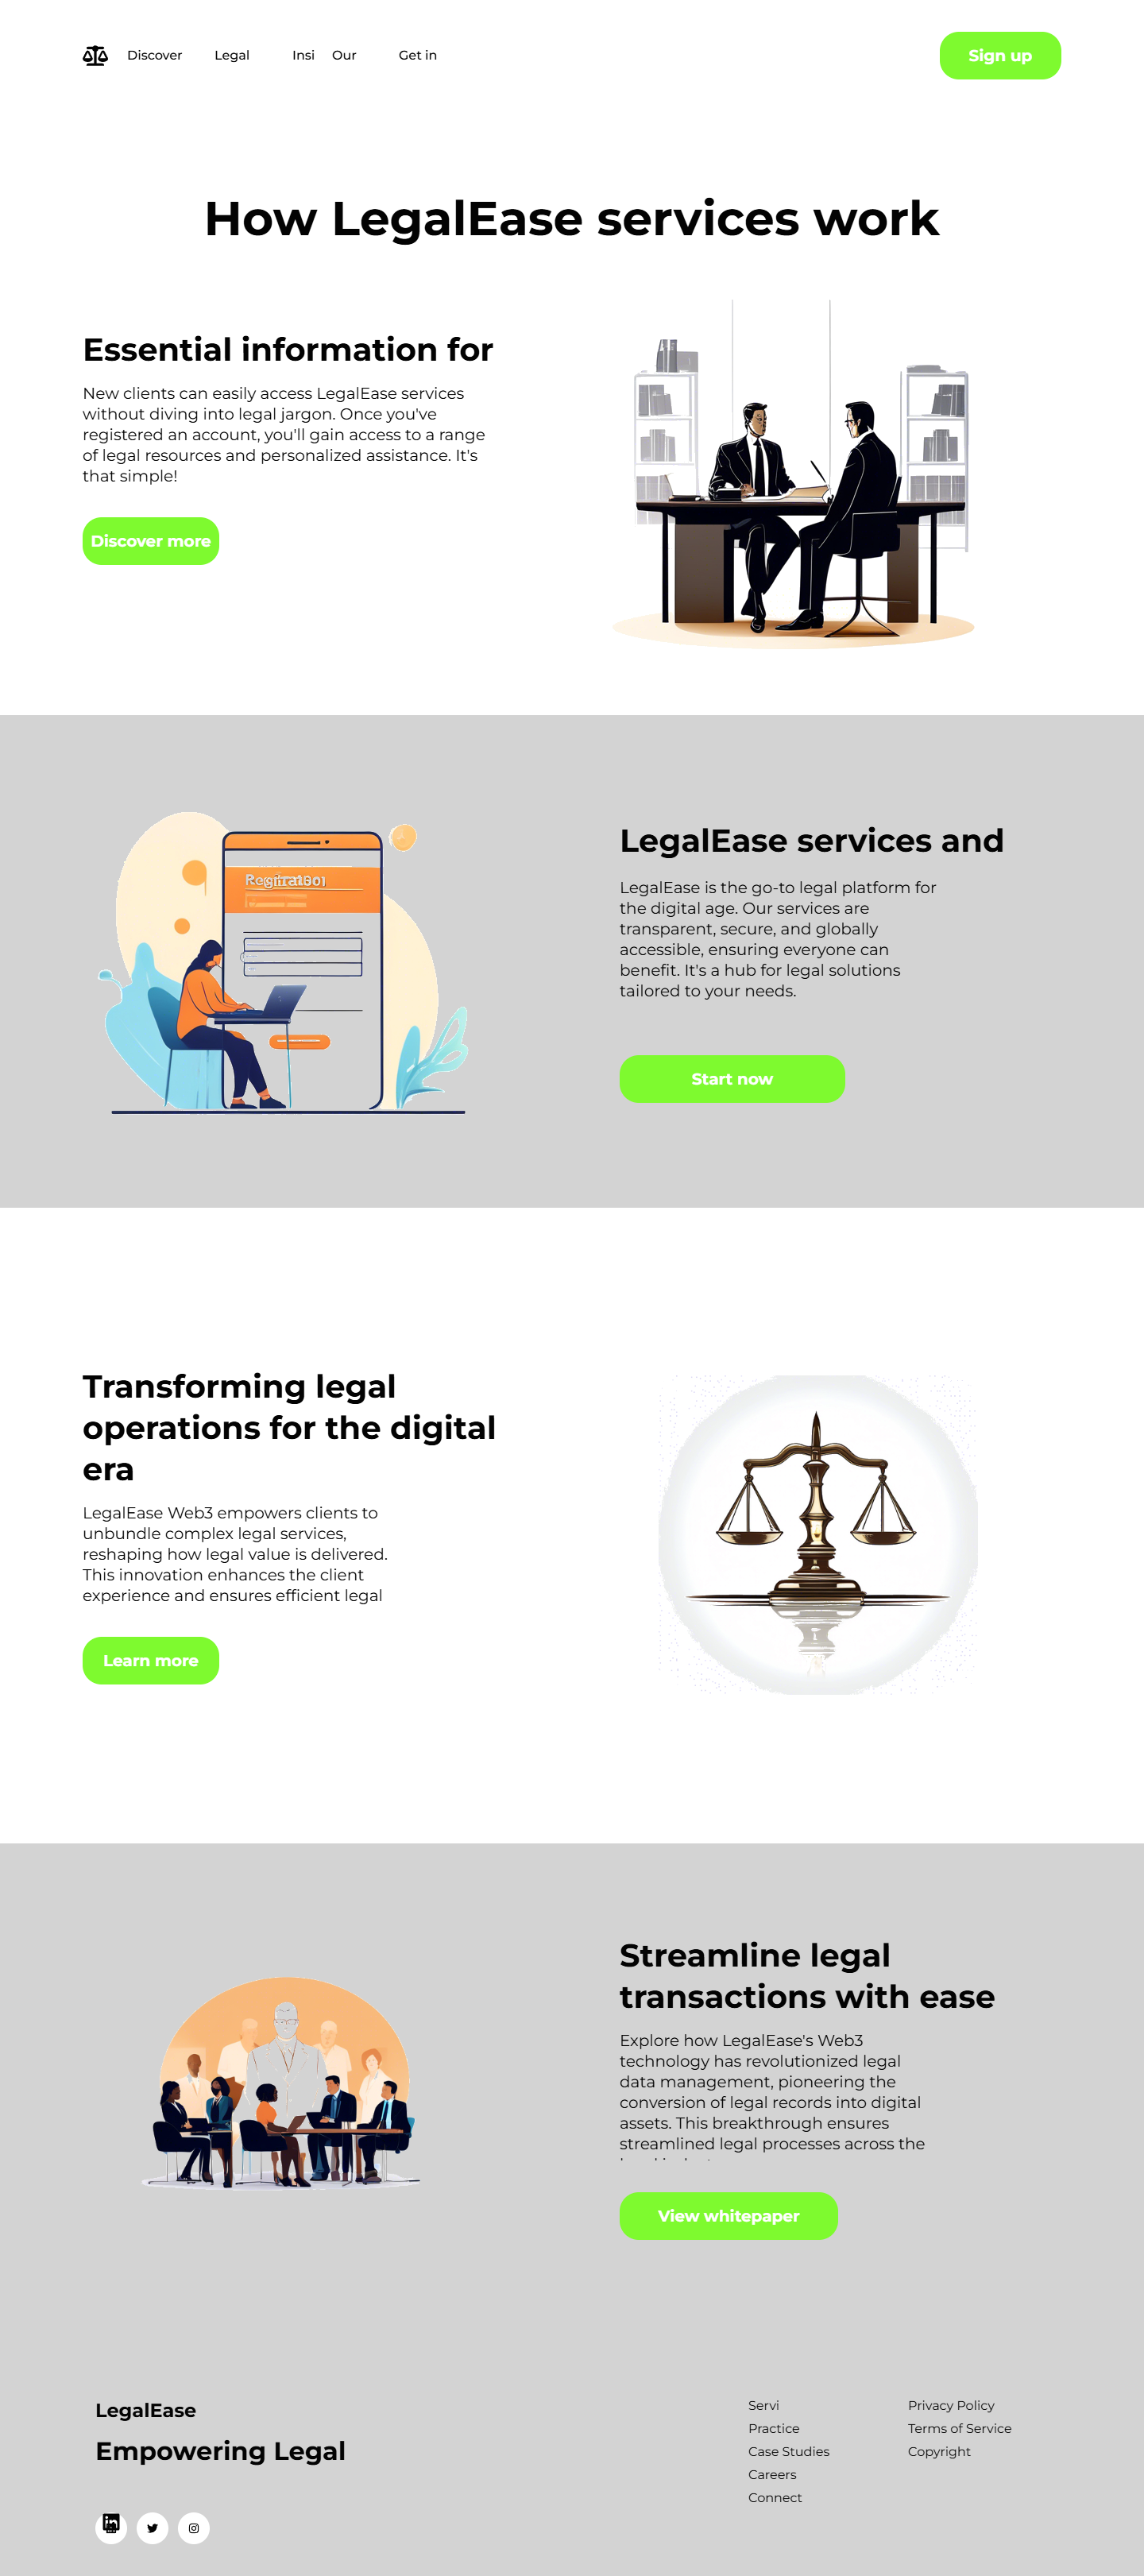 Discover Legal Insi Our Get in Sign up
How LegalEase services work
Essential information for
New clients can easily access LegalEase services
without diving into legal jargon. Once you've
registered an account, you'll gain access to a range
of legal resources and personalized assistance. It's
that simple!
Discover more
LegalEase services and
LegalEase is the go-to legal platform for
the digital age. Our services are
transparent, secure, and globally
accessible, ensuring everyone can
benefit. It's a hub for legal solutions
tailored to your needs.
Start now
Transforming legal
operations for the digital
era
LegalEase Web3 empowers clients to
unbundle complex legal services,
reshaping how legal value is delivered.
This innovation enhances the client
experience and ensures efficient legal
Learn more
Streamline legal
transactions with ease
Explore how LegalEase's Web3
technology has revolutionized legal
data management, pioneering the
conversion of legal records into digital
assets. This breakthrough ensures
streamlined legal processes across the
View whitepaper
LegalEase
Empowering Legal
Servi
Practice
Case Studies
Careers
Connect
Privacy Policy
Terms of Service
Copyright